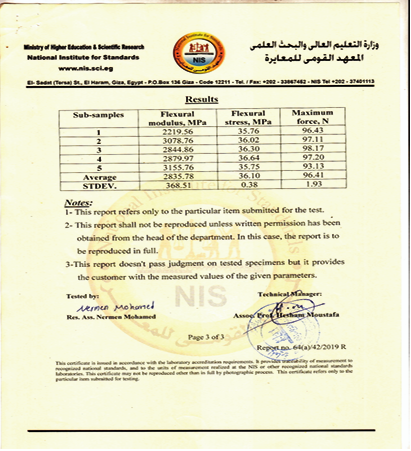 Ministry of Higher Education & Scientific Research
National Institute for Standards
www.nis.sci.eg
وزارة التعليم العالى والبحث العلمى
المعهد القومى للمعايرة
NIS
El- Sadat (Tersa) St., El Haram, Giza, Egypt - P.O.Box 136 Giza - Code 12211 - Tel. / Fax: +202 - 33867452 - NIS Tel +202 - 37401113
Results
Sub-samples Flexural modulus, MPa Flexural stress, MPa Maximum force, N
1 2219.56 35.76 96.43
2 3078.76 36.02 97.11
3 2844.86 36.30 98.17
4 2879.97 36.64 97.20
5 3155.76 35.75 93.13
Average 2835.78 36.10 96.41
STDEV. 368.51 0.38 1.93
Notes:
1- This report refers only to the particular item submitted for the test.
2- This report shall not be reproduced unless written permission has been
obtained from the head of the department. In this case, the report is to
be reproduced in full.
3-This report doesn't pass judgment on tested specimens but it provides
the customer with the measured values of the given parameters.
NIS
Tested by:
Nermen Mohamed
Res. Ass. Nermen Mohamed
Technical Manager:
Assoc. Prof. Hesham Moustafa
Page 3 of 3
Report no. 64(a)/42/2019 R
This certificate is issued in accordance with the laboratory accreditation requirements. It provides traceability of measurement to
recognized national standards, and to the units of measurement realized at the NIS or other recognized national standards
laboratories. This certificate may not be reproduced other than in full by photographic process. This certificate refers only to the
particular item submitted for testing.